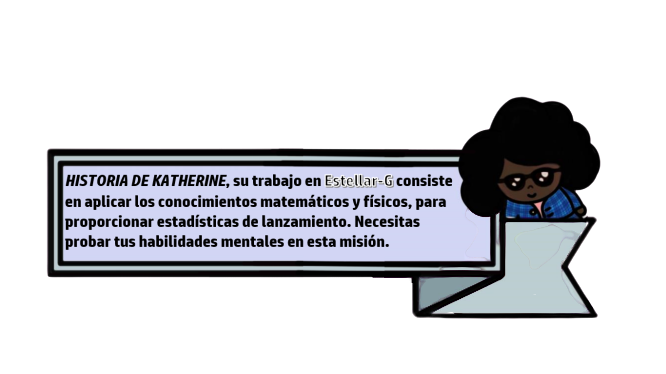 HISTORIA DE KATHERINE, su trabajo en Estellar-G consiste
en aplicar los conocimientos matemáticos y físicos, para
proporcionar estadísticas de lanzamiento. Necesitas
probar tus habilidades mentales en esta misión.